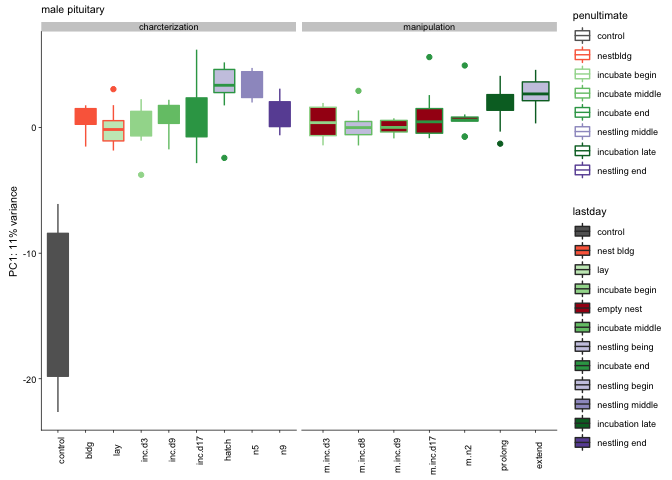 male pituitary
charcterization
manipulation
PC1: 11% variance
0
-10
-20
control
bldg
lay
inc.d3
inc.d9
inc.d17
hatch
n5
n9
m.inc.d3
m.inc.d8
m.inc.d9
m.inc.d17
m.n2
prolong
extend
penultimate
control
nestbldg
incubate begin
incubate middle
incubate end
nestling middle
incubation late
nestling end
lastday
control
nest bldg
lay
incubate begin
empty nest
incubate middle
nestling being
incubate end
nestling begin
nestling middle
incubation late
nestling end